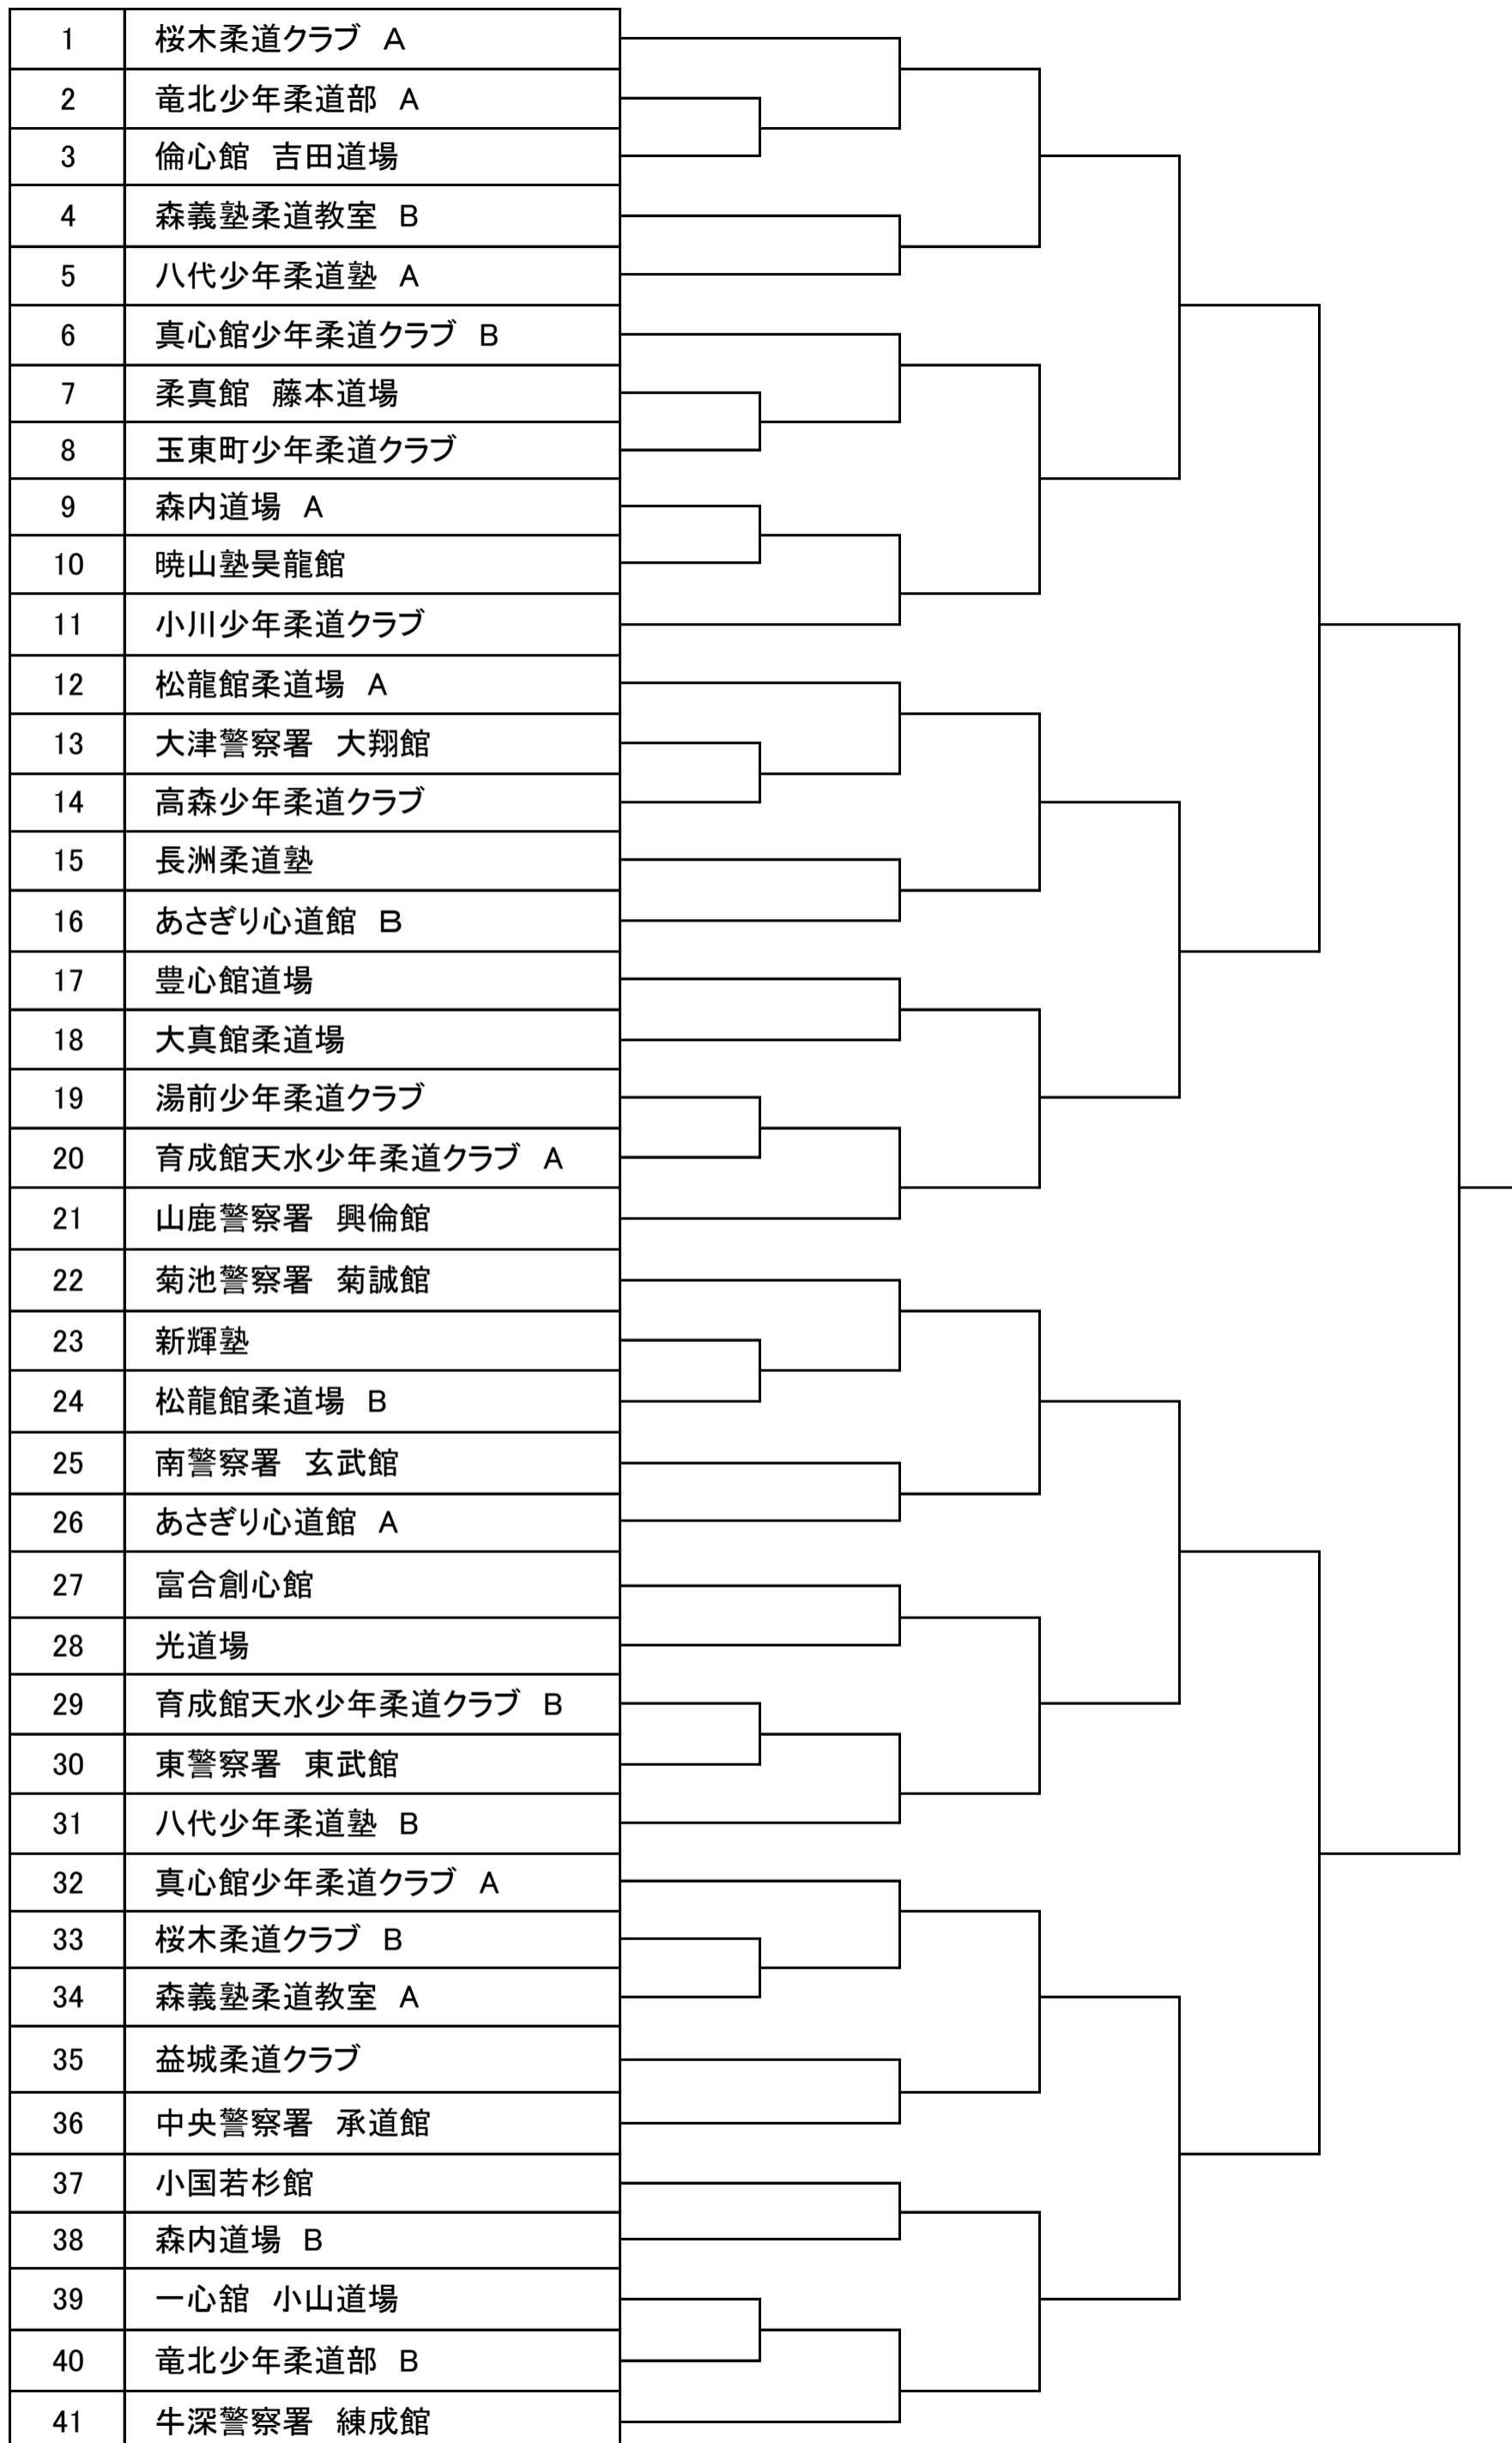 1 桜木柔道クラブ A
2 竜北少年柔道部 A
3 倫心館 吉田道場
4 森義塾柔道教室 B
5 八代少年柔道塾 A
6 真心館少年柔道クラブ B
7 柔真館 藤本道場
8 玉東町少年柔道クラブ
9 森内道場 A
10 暁山塾昊龍館
11 小川少年柔道クラブ
12 松龍館柔道場 A
13 大津警察署 大翔館
14 高森少年柔道クラブ
15 長洲柔道塾
16 あさぎり心道館 B
17 豊心館道場
18 大真館柔道場
19 湯前少年柔道クラブ
20 育成館天水少年柔道クラブ A
21 山鹿警察署 興倫館
22 菊池警察署 菊誠館
23 新輝塾
24 松龍館柔道場 B
25 南警察署 玄武館
26 あさぎり心道館 A
27 富合創心館
28 光道場
29 育成館天水少年柔道クラブ B
30 東警察署 東武館
31 八代少年柔道塾 B
32 真心館少年柔道クラブ A
33 桜木柔道クラブ B
34 森義塾柔道教室 A
35 益城柔道クラブ
36 中央警察署 承道館
37 小国若杉館
38 森内道場 B
39 一心舘 小山道場
40 竜北少年柔道部 B
41 牛深警察署 練成館